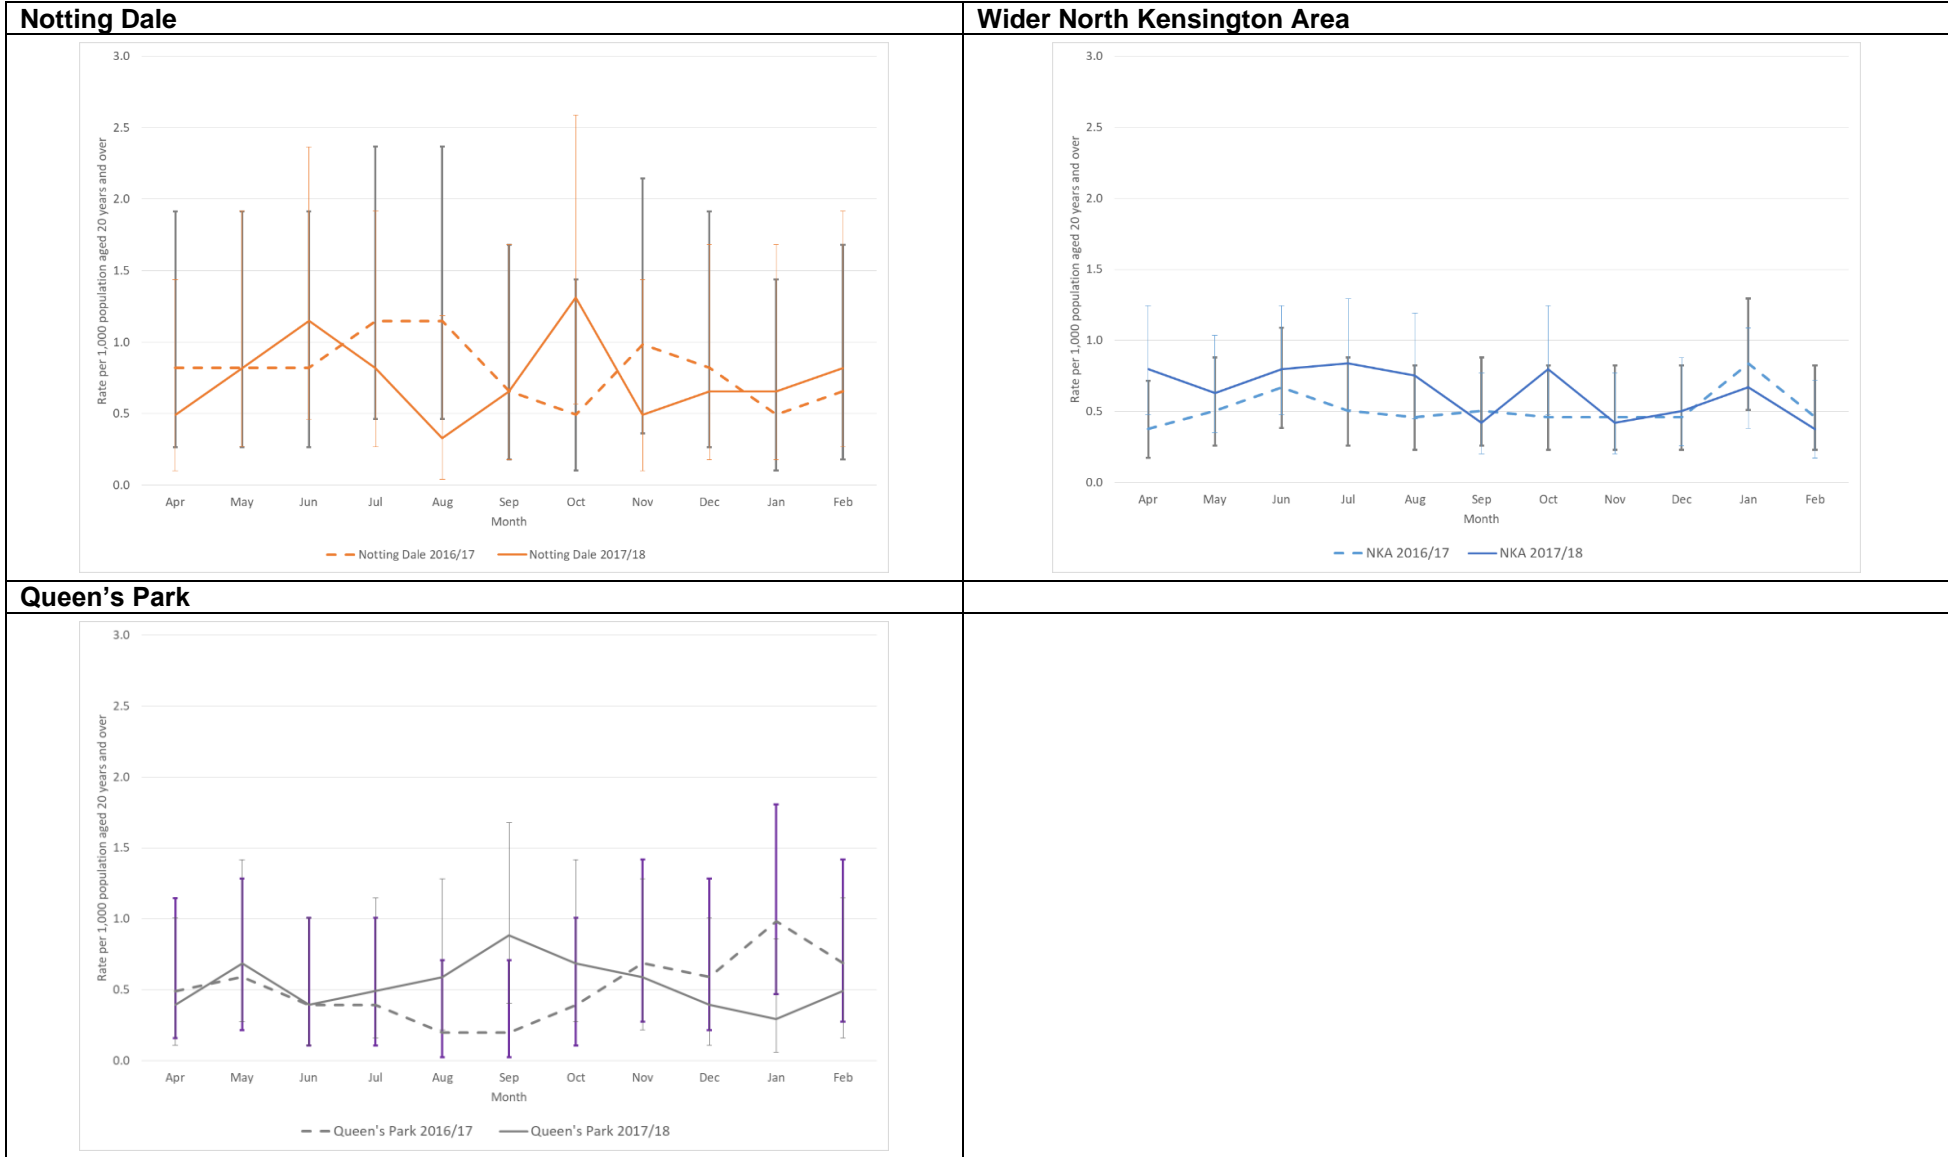 Notting Dale
Wider North Kensington Area
Rate per 1,000 population aged 20 years and over
3.0
2.5
2.0
1.5
1.0
0.5
0.0
Apr May Jun Jul Aug Sep Oct Nov Dec Jan Feb
Month
Notting Dale 2016/17 Notting Dale 2017/18
Rate per 1,000 population aged 20 years and over
3.0
2.5
2.0
1.5
1.0
0.5
0.0
Apr May Jun Jul Aug Sep Oct Nov Dec Jan Feb
Month
NKA 2016/17 NKA 2017/18
Queen’s Park
Rate per 1,000 population aged 20 years and over
3.0
2.5
2.0
1.5
1.0
0.5
0.0
Apr May Jun Jul Aug Sep Oct Nov Dec Jan Feb
Month
Queen's Park 2016/17 Queen's Park 2017/18